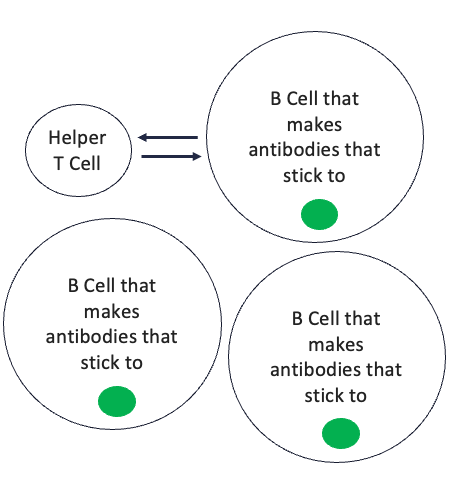 B Cell that
makes
antibodies that
stick to
Helper
T Cell
B Cell that
makes
antibodies that
stick to
B Cell that
makes
antibodies that
stick to